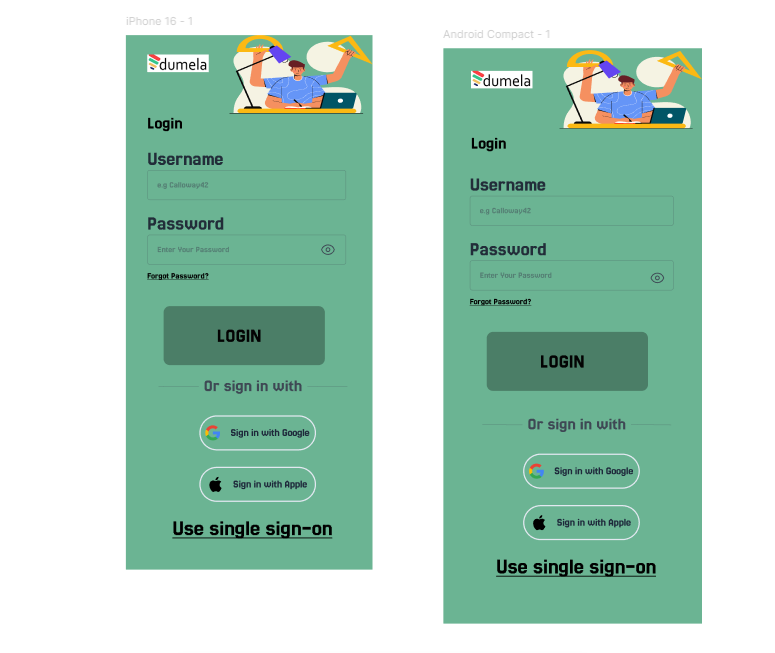 iPhone 16 - 1
dumela
Login
Username
e.g Calloway42
Password
Enter Your Password
Forgot Password?
LOGIN
Or sign in with
Sign in with Google
Sign in with Apple
Use single sign-on
Android Compact - 1
dumela
Login
Username
e.g Calloway42
Password
Enter Your Password
Forgot Password?
LOGIN
Or sign in with
Sign in with Google
Sign in with Apple
Use single sign-on